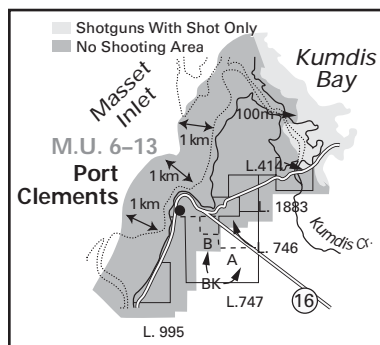 Shotguns With Shot Only
No Shooting Area
Kumdis
Bay
Masset
Inlet
100m
1 km
M.U. 6–13
Port
Clements
1 km
L.414
1 km
L. 1883
Kumdis Cr.
B
L. 746
A
BK
L.747
16
L. 995